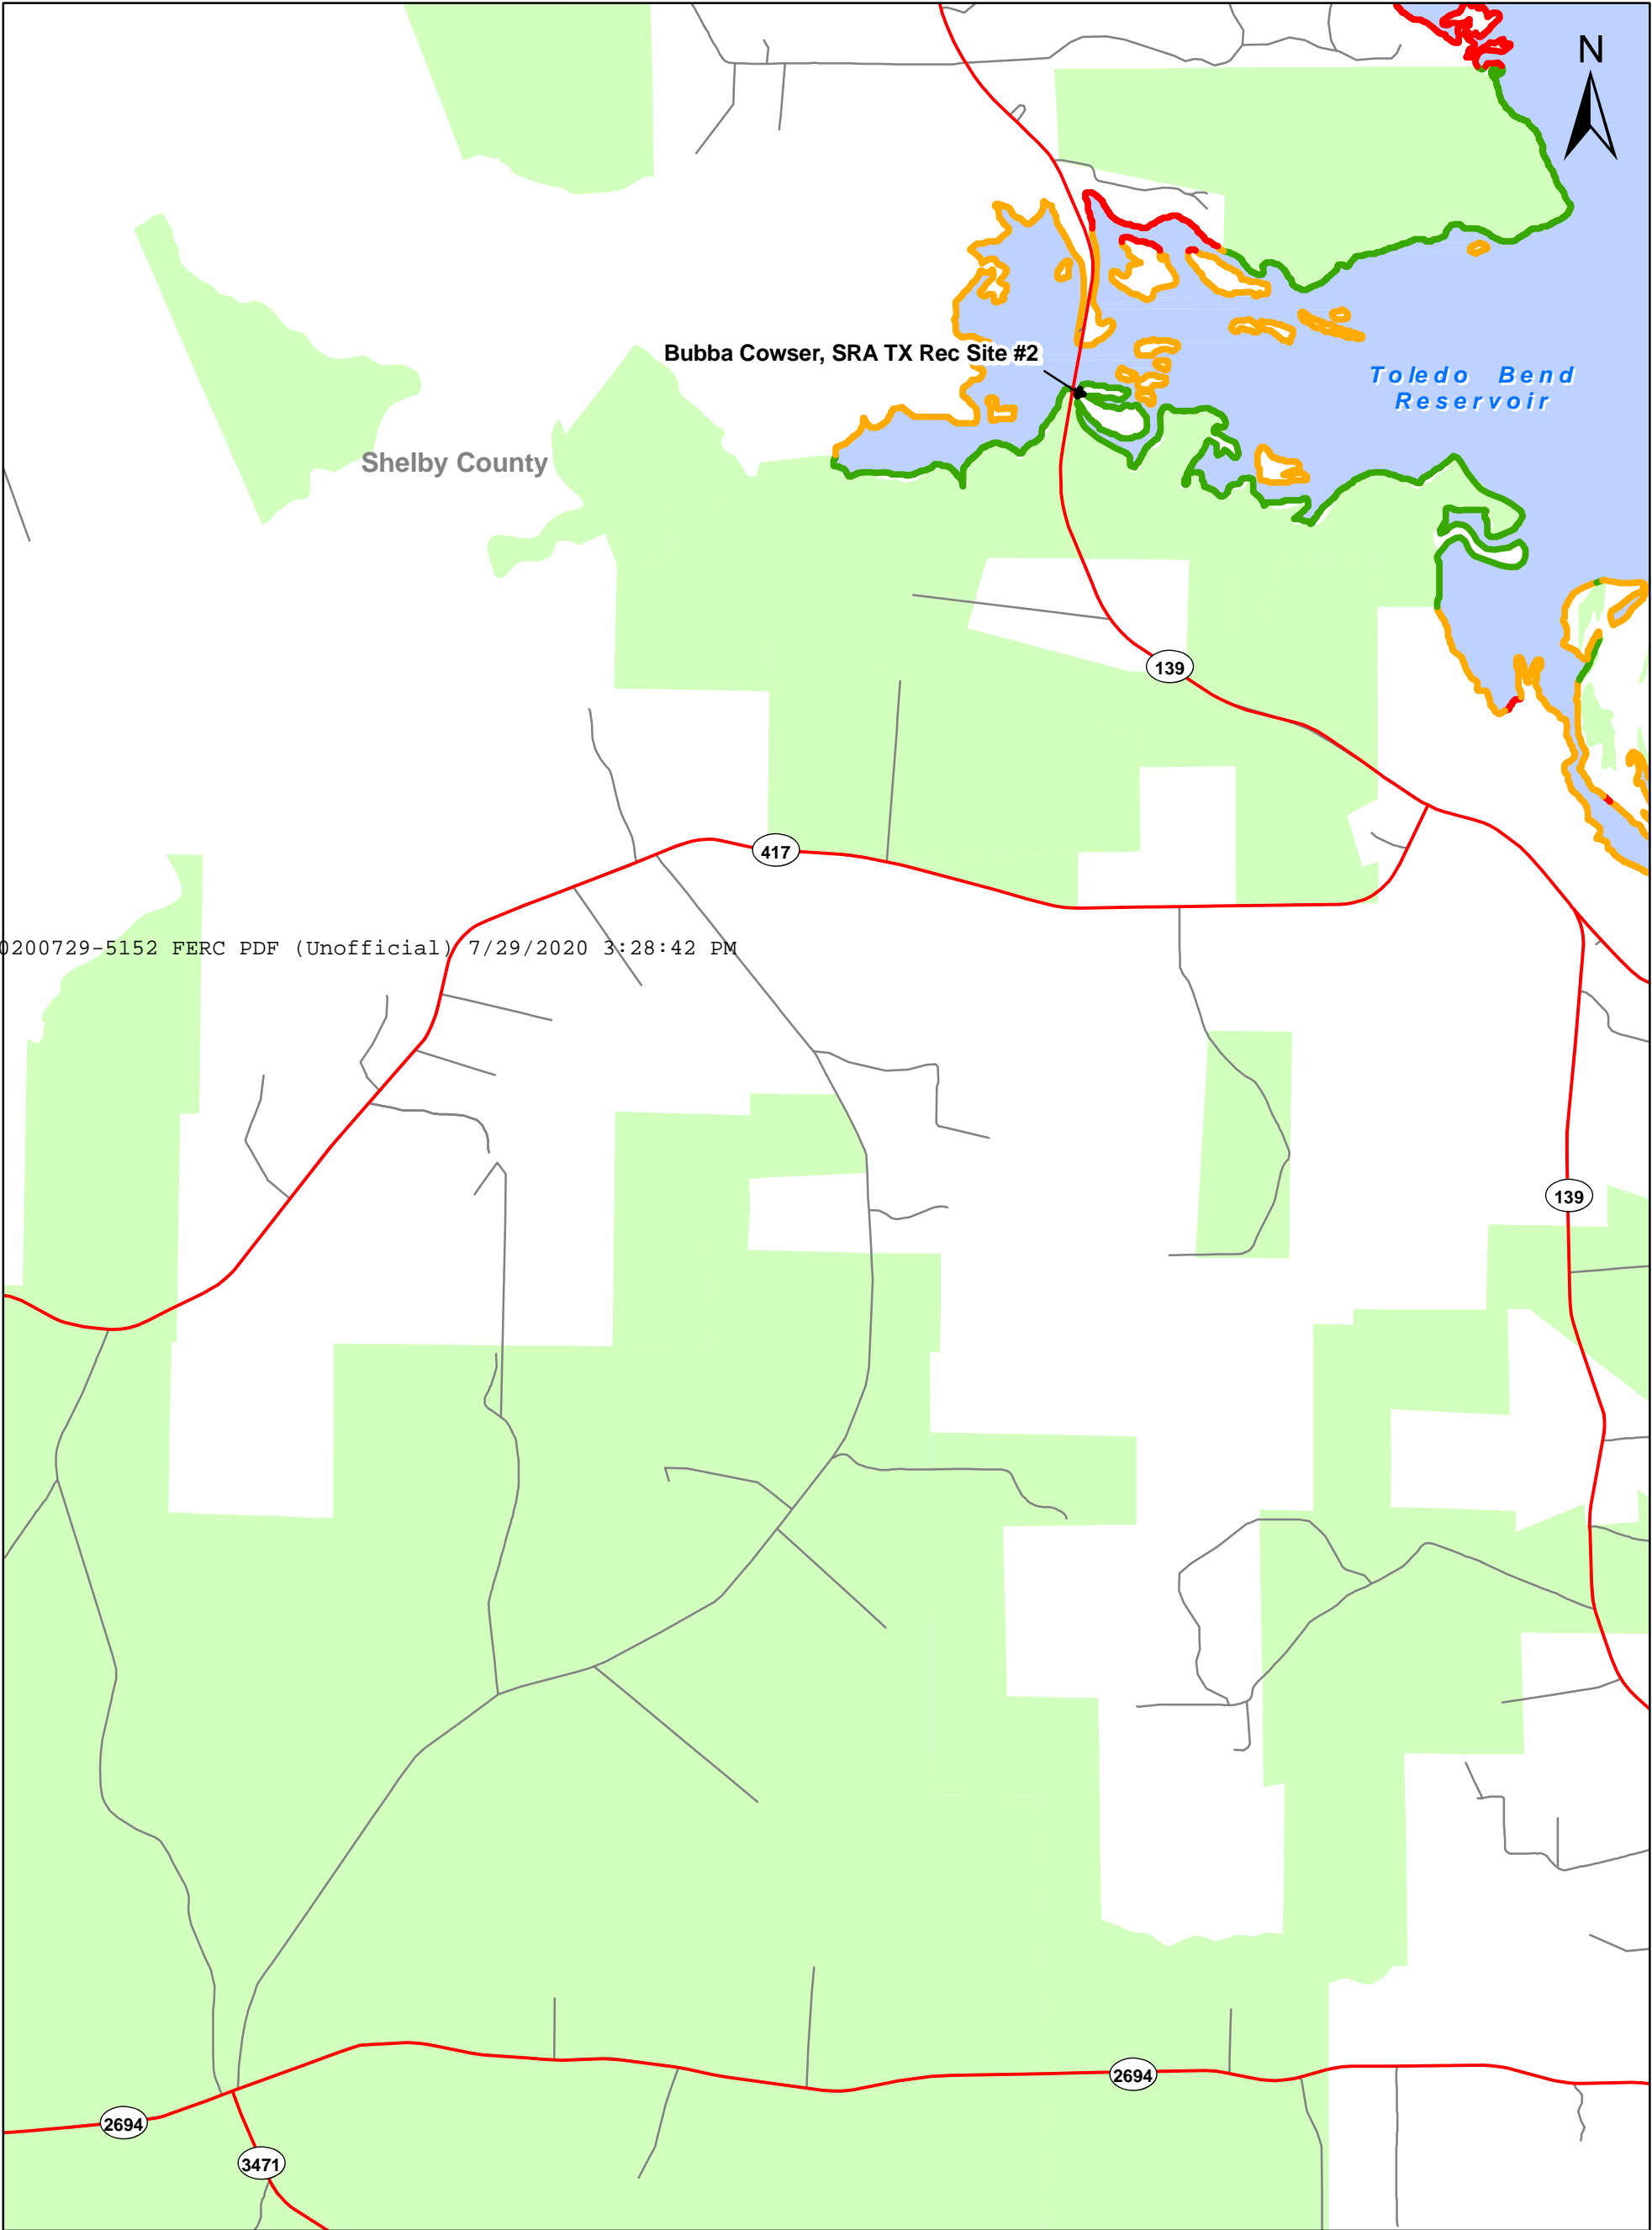 N
Bubba Cowser, SRA TX Rec Site #2
Toledo Bend
Reservoir
Shelby County
139
417
0200729-5152 FERC PDF (Unofficial) 7/29/2020 3:28:42 PM
139
2694
2694
3471